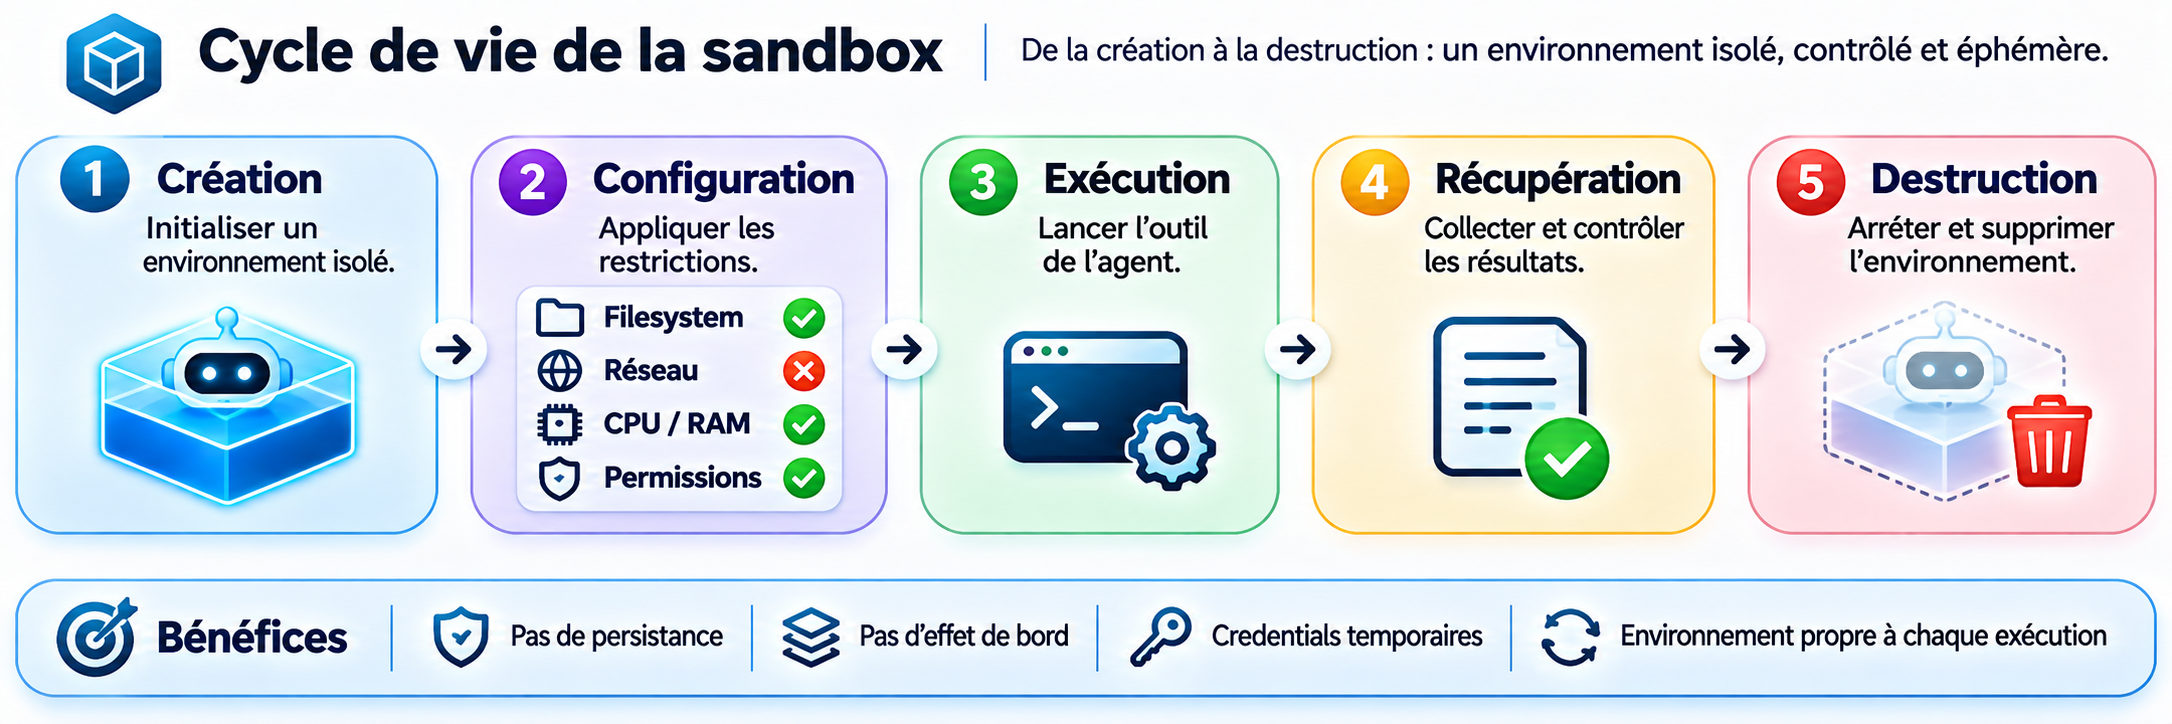 Cycle de vie de la sandbox
De la création à la destruction : un environnement isolé, contrôlé et éphémère.
1 Création
Initialiser un
environnement isolé.
2 Configuration
Appliquer les
restrictions.
Filesystem
Réseau
CPU / RAM
Permissions
3 Exécution
Lancer l’outil
de l’agent.
4 Récupération
Collecter et contrôler
les résultats.
5 Destruction
Arréter et supprimer
l’environnement.
Bénéfices
Pas de persistance
Pas d’effet de bord
Credentials temporaires
Environnement propre à chaque exécution